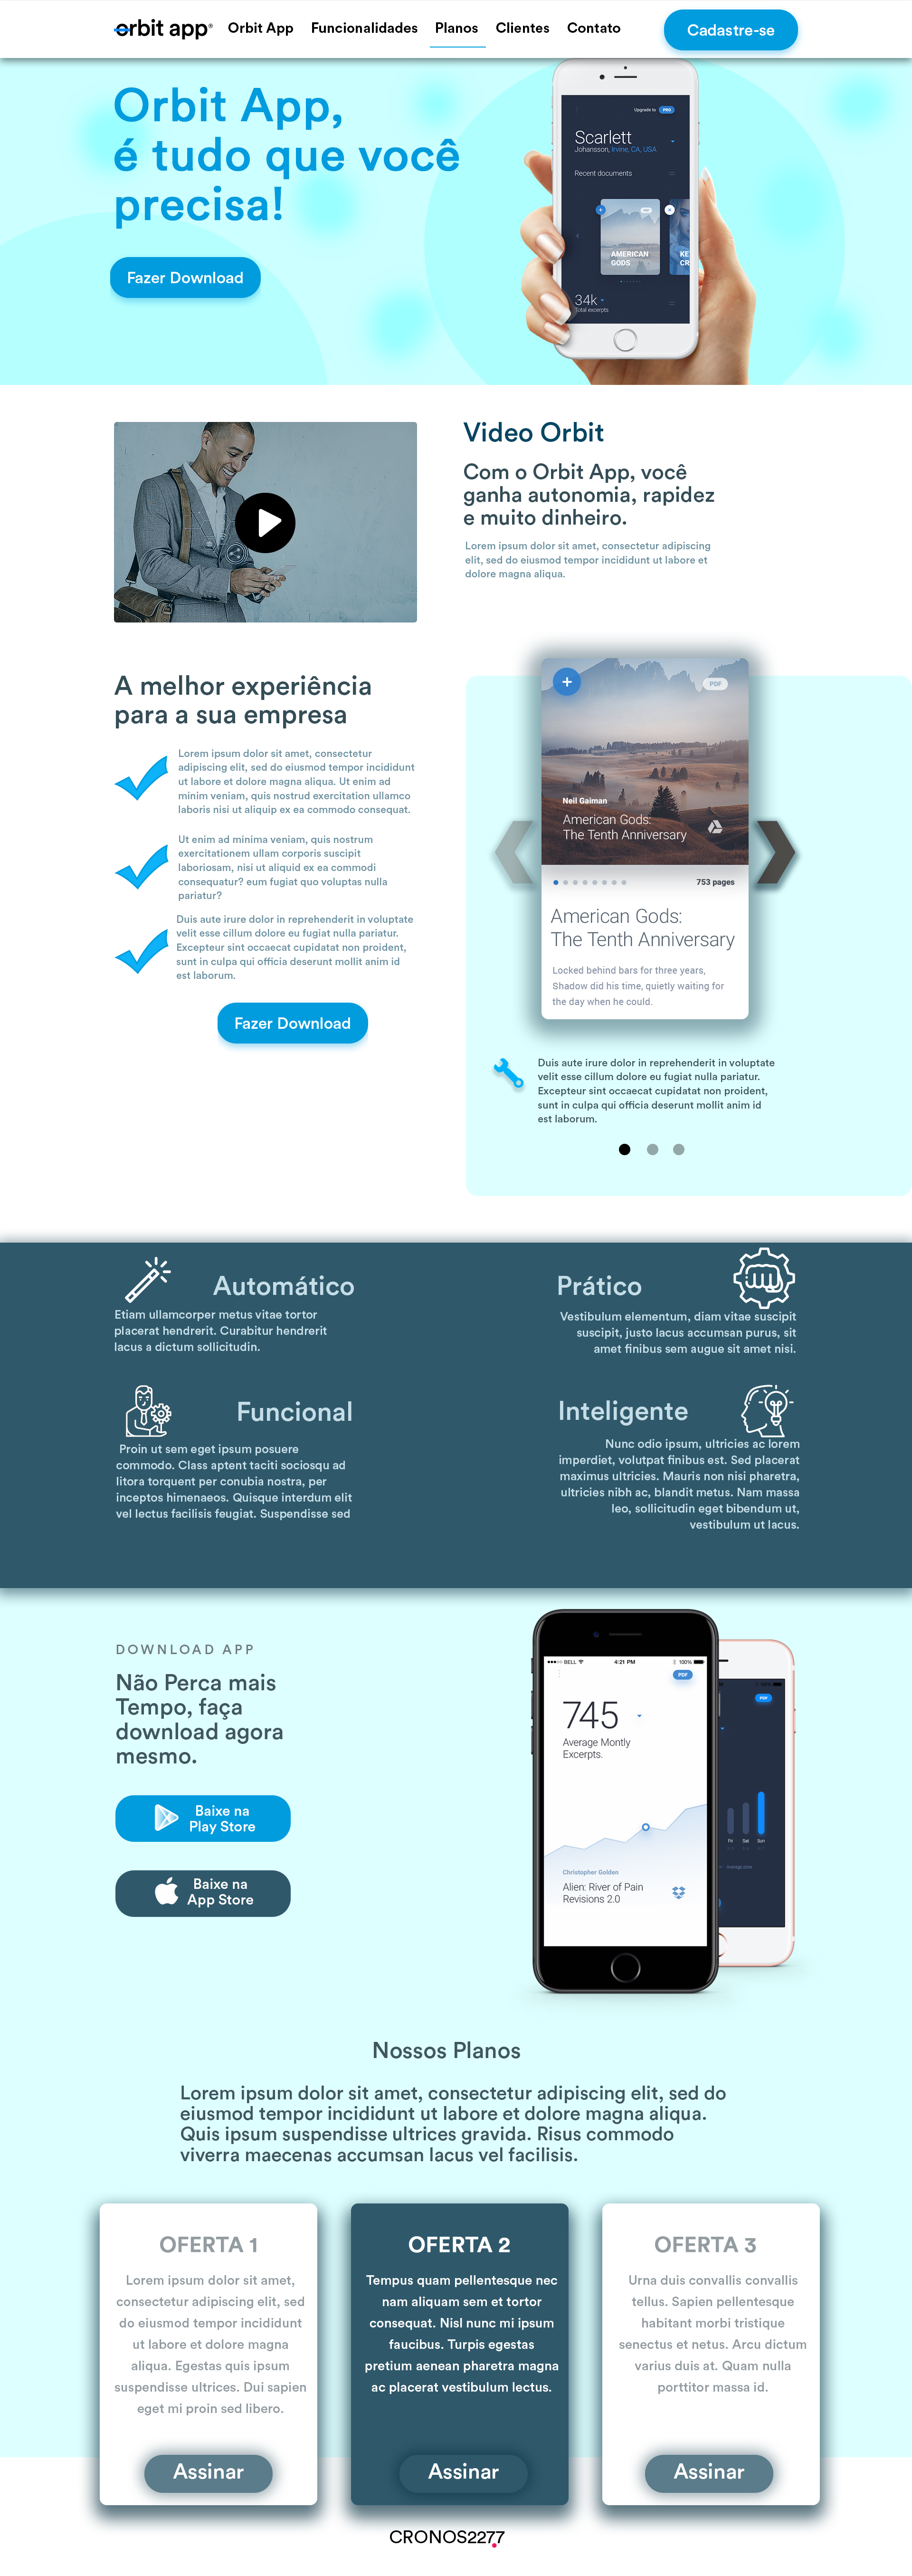 orbit app®
Orbit App
Funcionalidades
Planos
Clientes
Contato
Cadastre-se
Orbit App,
é tudo que você
precisa!
Fazer Download
Upgrade to PRO
Scarlett
Johansson, Irvine, CA, USA
Recent documents
AMERICAN
GODS
KE
CR
34k
Total excerpts
Video Orbit
Com o Orbit App, você
ganha autonomia, rapidez
e muito dinheiro.
Lorem ipsum dolor sit amet, consectetur adipiscing
elit, sed do eiusmod tempor incididunt ut labore et
dolore magna aliqua.
A melhor experiência
para a sua empresa
Lorem ipsum dolor sit amet, consectetur
adipiscing elit, sed do eiusmod tempor incididunt
ut labore et dolore magna aliqua. Ut enim ad
minim veniam, quis nostrud exercitation ullamco
laboris nisi ut aliquip ex ea commodo consequat.
Ut enim ad minima veniam, quis nostrum
exercitationem ullam corporis suscipit
laboriosam, nisi ut aliquid ex ea commodi
consequatur? eum fugiat quo voluptas nulla
pariatur?
Duis aute irure dolor in reprehenderit in voluptate
velit esse cillum dolore eu fugiat nulla pariatur.
Excepteur sint occaecat cupidatat non proident,
sunt in culpa qui officia deserunt mollit anim id
est laborum.
Fazer Download
PDF
Neil Gaiman
American Gods:
The Tenth Anniversary
753 pages
American Gods:
The Tenth Anniversary
Locked behind bars for three years,
Shadow did his time, quietly waiting for
the day when he could.
Duis aute irure dolor in reprehenderit in voluptate
velit esse cillum dolore eu fugiat nulla pariatur.
Excepteur sint occaecat cupidatat non proident,
sunt in culpa qui officia deserunt mollit anim id
est laborum.
Automático
Etiam ullamcorper metus vitae tortor
placerat hendrerit. Curabitur hendrerit
lacus a dictum sollicitudin.
Prático
Vestibulum elementum, diam vitae suscipit
suscipit, justo lacus accumsan purus, sit
amet finibus sem augue sit amet nisi.
Funcional
Proin ut sem eget ipsum posuere
commodo. Class aptent taciti sociosqu ad
litora torquent per conubia nostra, per
inceptos himenaeos. Quisque interdum elit
vel lectus facilisis feugiat. Suspendisse sed
Inteligente
Nunc odio ipsum, ultricies ac lorem
imperdiet, volutpat finibus est. Sed placerat
maximus ultricies. Mauris non nisi pharetra,
ultricies nibh ac, blandit metus. Nam massa
leo, sollicitudin eget bibendum ut,
vestibulum ut lacus.
DOWNLOAD APP
Não Perca mais
Tempo, faça
download agora
mesmo.
Baixe na
Play Store
Baixe na
App Store
BELL 4:21 PM 100%
PDF
745
Average Montly
Excerpts.
Christopher Golden
Alien: River of Pain
Revisions 2.0
PDF
Fri Sat Sun
manage zone
Nossos Planos
Lorem ipsum dolor sit amet, consectetur adipiscing elit, sed do
eiusmod tempor incididunt ut labore et dolore magna aliqua.
Quis ipsum suspendisse ultrices gravida. Risus commodo
viverra maecenas accumsan lacus vel facilisis.
OFERTA 1
Lorem ipsum dolor sit amet,
consectetur adipiscing elit, sed
do eiusmod tempor incididunt
ut labore et dolore magna
aliqua. Egestas quis ipsum
suspendisse ultrices. Dui sapien
eget mi proin sed libero.
Assinar
OFERTA 2
Tempus quam pellentesque nec
nam aliquam sem et tortor
consequat. Nisl nunc mi ipsum
faucibus. Turpis egestas
pretium aenean pharetra magna
ac placerat vestibulum lectus.
Assinar
OFERTA 3
Urna duis convallis convallis
tellus. Sapien pellentesque
habitant morbi tristique
senectus et netus. Arcu dictum
varius duis at. Quam nulla
porttitor massa id.
Assinar
CRONOS2277